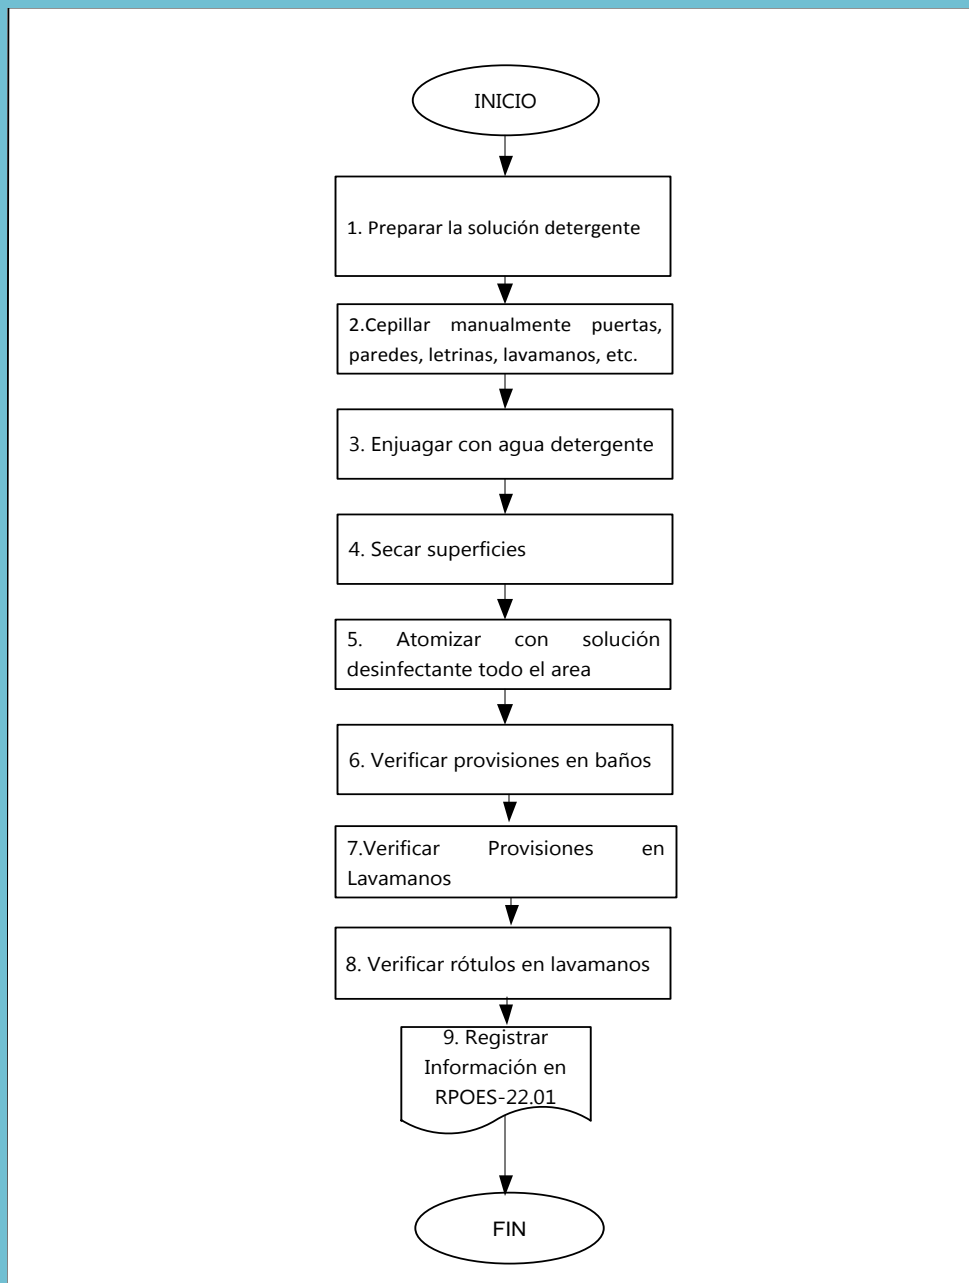 INICIO
1. Preparar la solución detergente
2.Cepillar manualmente puertas,
paredes, letrinas, lavamanos, etc.
3. Enjuagar con agua detergente
4. Secar superficies
5. Atomizar con solución
desinfectante todo el area
6. Verificar provisiones en baños
7.Verificar Provisiones en
Lavamanos
8. Verificar rótulos en lavamanos
9. Registrar
Información en
RPOES-22.01
FIN